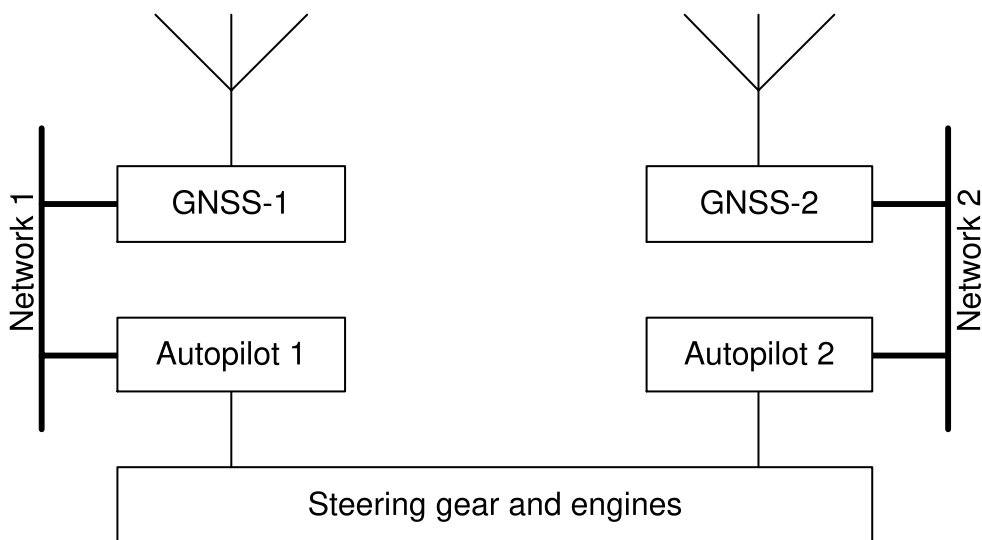 GNSS-1
GNSS-2
Network 1
Network 2
Autopilot 1
Autopilot 2
Steering gear and engines